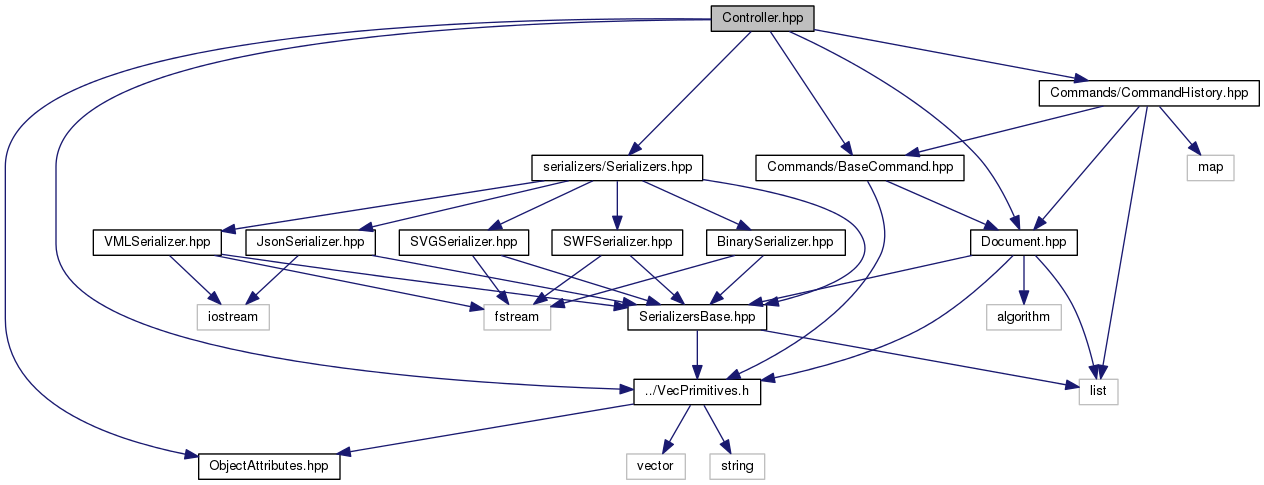 Controller.hpp
Commands/CommandHistory.hpp
serializers/Serializers.hpp
Commands/BaseCommand.hpp
map
VMLSerializer.hpp
JsonSerializer.hpp
SVGSerializer.hpp
SWFSerializer.hpp
BinarySerializer.hpp
Document.hpp
iostream
fstream
SerializersBase.hpp
algorithm
../VecPrimitives.h
list
ObjectAttributes.hpp
vector
string